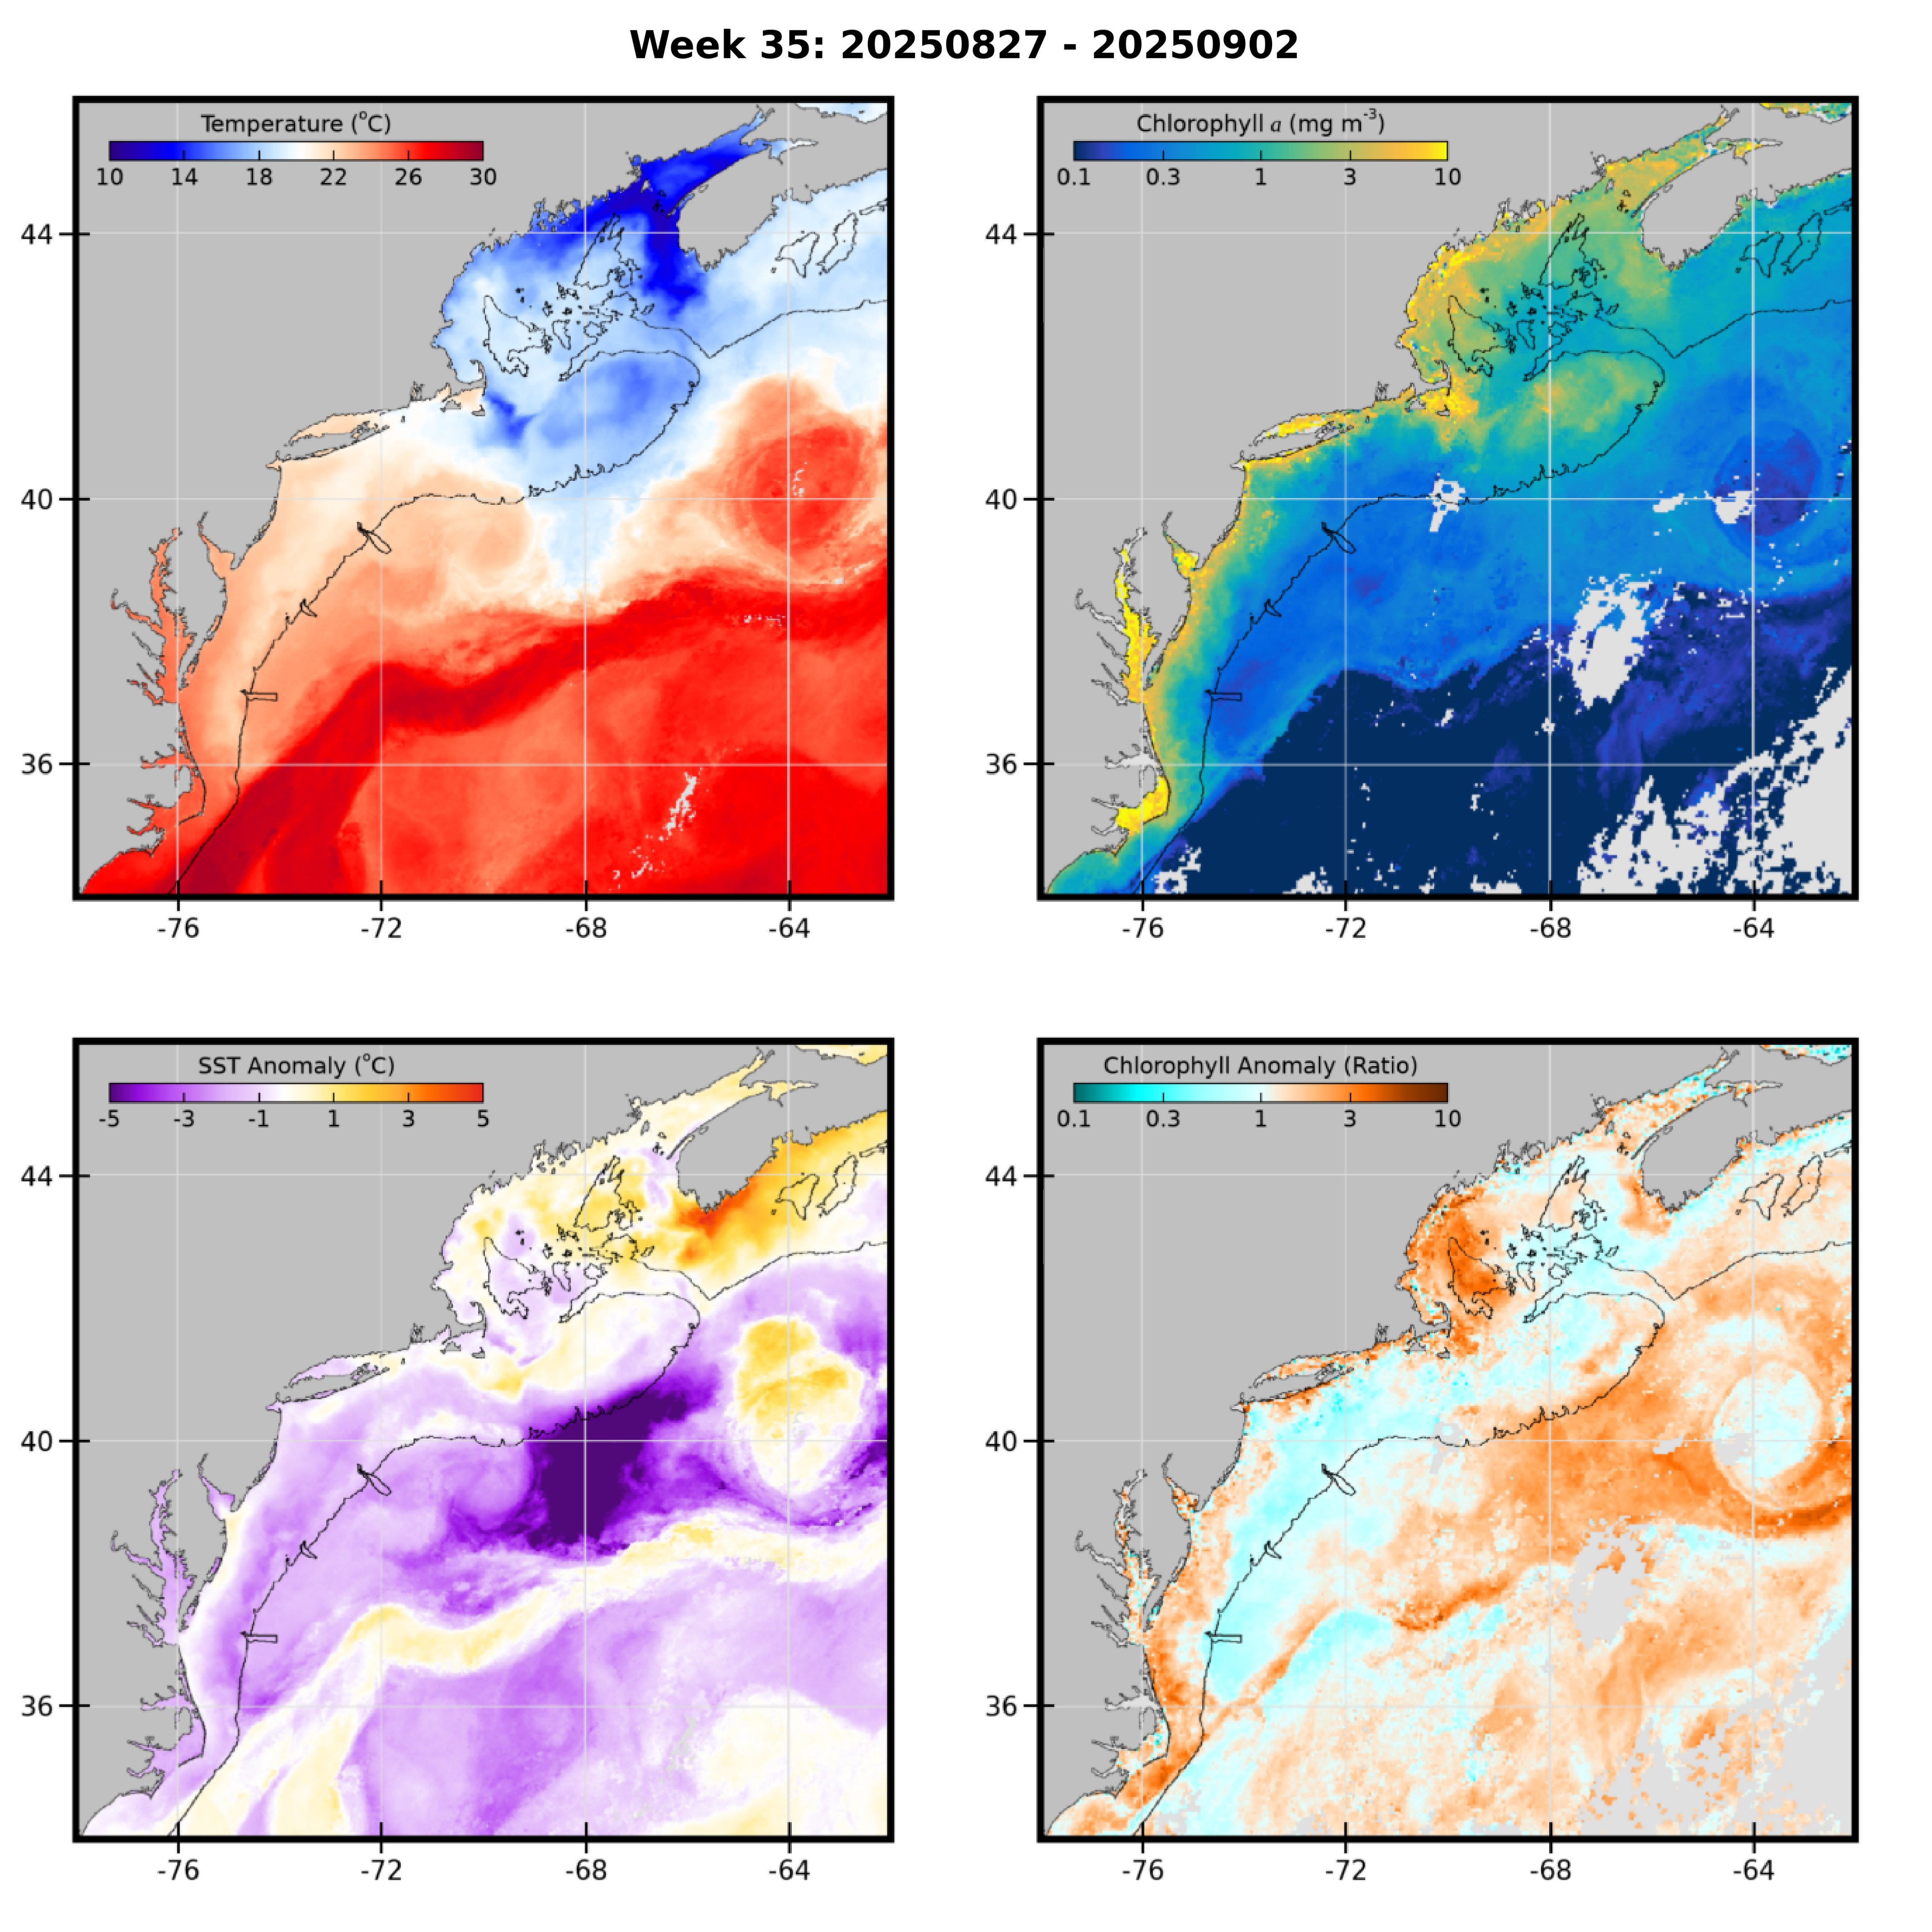 Week 35: 20250827 - 20250902
Temperature (°C)
10 14 18 22 26 30
44
40
36
-76 -72 -68 -64
Chlorophyll a (mg m⁻³)
0.1 0.3 1 3 10
44
40
36
-76 -72 -68 -64
SST Anomaly (°C)
-5 -3 -1 1 3 5
44
40
36
-76 -72 -68 -64
Chlorophyll Anomaly (Ratio)
0.1 0.3 1 3 10
44
40
36
-76 -72 -68 -64